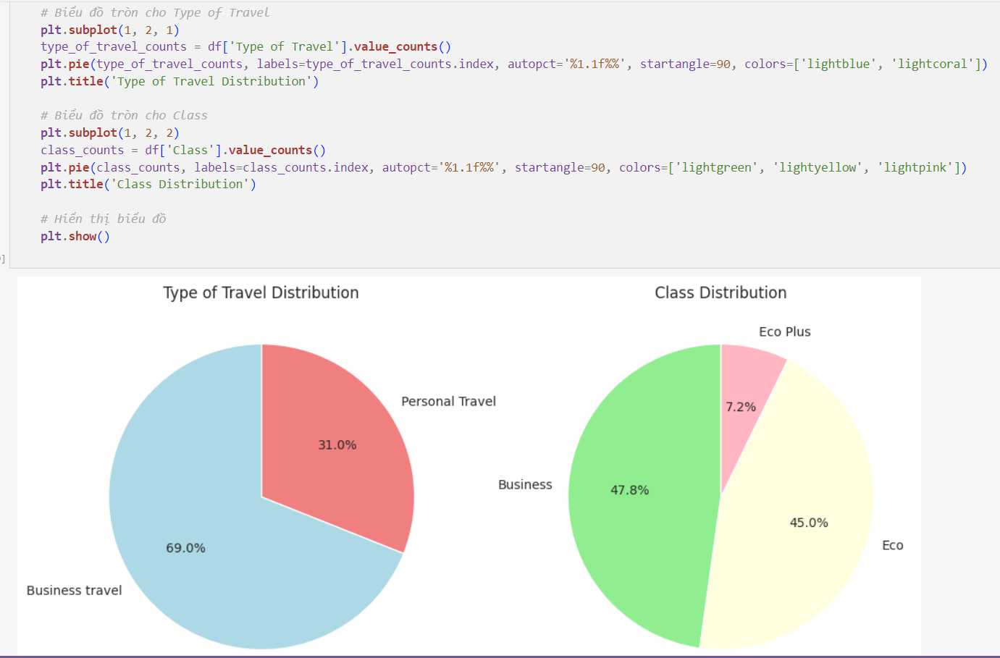 # Biểu đồ tròn cho Type of Travel
plt.subplot(1, 2, 1)
type_of_travel_counts = df['Type of Travel'].value_counts()
plt.pie(type_of_travel_counts, labels=type_of_travel_counts.index, autopct='%1.1f%%', startangle=90, colors=['lightblue', 'lightcoral'])
plt.title('Type of Travel Distribution')
# Biểu đồ tròn cho Class
plt.subplot(1, 2, 2)
class_counts = df['Class'].value_counts()
plt.pie(class_counts, labels=class_counts.index, autopct='%1.1f%%', startangle=90, colors=['lightgreen', 'lightyellow', 'lightpink'])
plt.title('Class Distribution')
# Hiển thị biểu đồ
plt.show()
]
Type of Travel Distribution
Personal Travel
31.0%
69.0%
Business travel
Class Distribution
Eco Plus
7.2%
Business
47.8%
45.0%
Eco